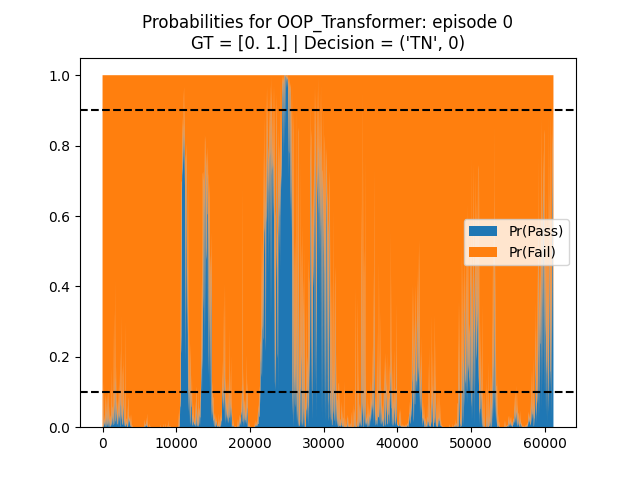 Probabilities for OOP_Transformer: episode 0
GT = [0. 1.] | Decision = ('TN', 0)
1.0
0.8
0.6
0.4
0.2
0.0
Pr(Pass)
Pr(Fail)
0 10000 20000 30000 40000 50000 60000